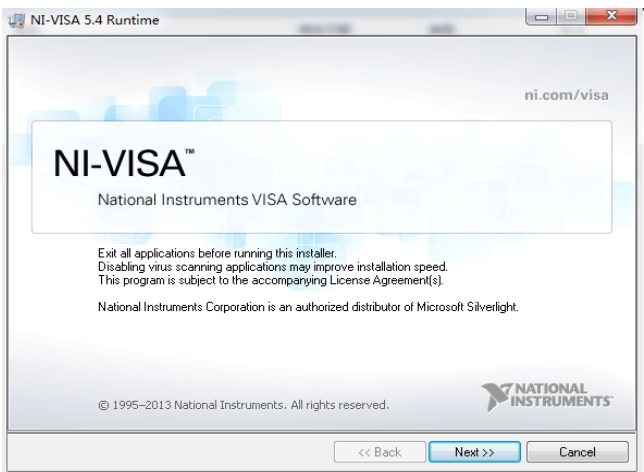 NI-VISA 5.4 Runtime
ni.com/visa
NI-VISA™
National Instruments VISA Software
Exit all applications before running this installer.
Disabling virus scanning applications may improve installation speed.
This program is subject to the accompanying License Agreement(s).
National Instruments Corporation is an authorized distributor of Microsoft Silverlight.
© 1995–2013 National Instruments. All rights reserved.
NATIONAL
INSTRUMENTS™
<< Back
Next >>
Cancel